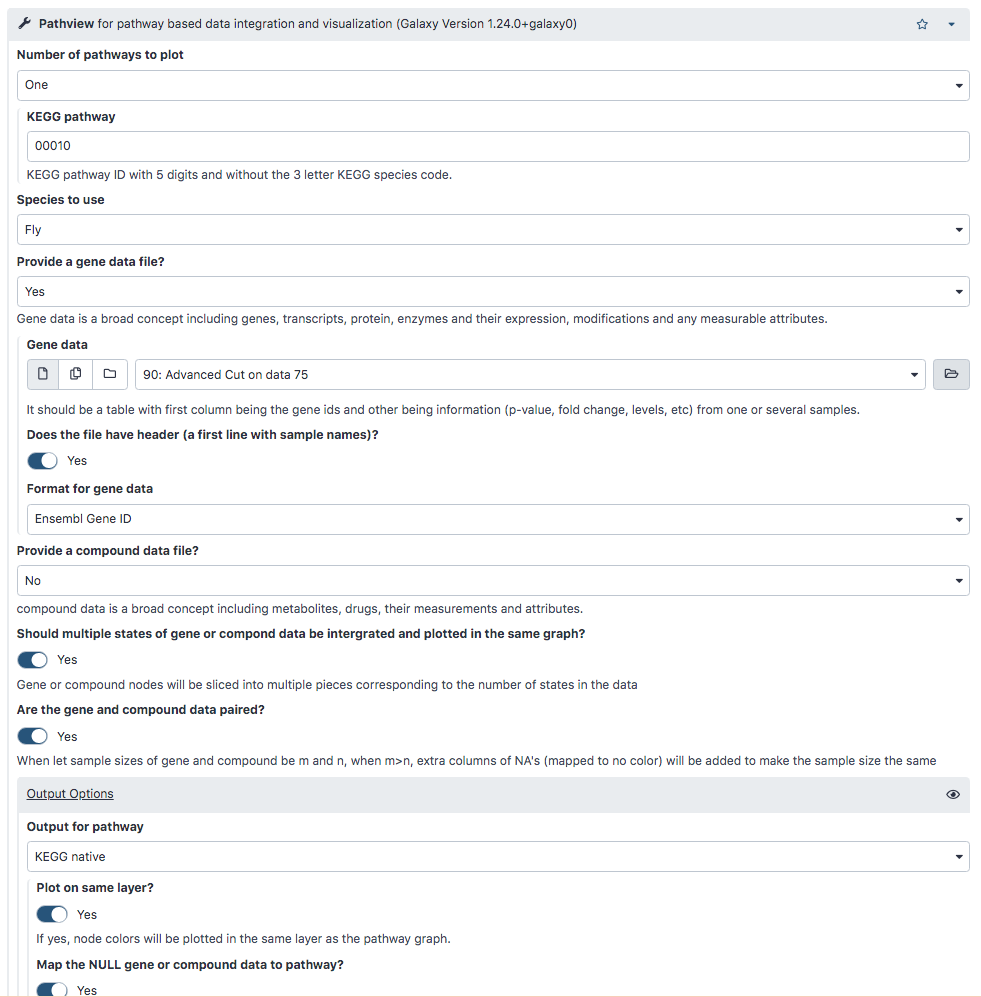 Pathview for pathway based data integration and visualization (Galaxy Version 1.24.0+galaxy0)
Number of pathways to plot
One
KEGG pathway
00010
KEGG pathway ID with 5 digits and without the 3 letter KEGG species code.
Species to use
Fly
Provide a gene data file?
Yes
Gene data is a broad concept including genes, transcripts, protein, enzymes and their expression, modifications and any measurable attributes.
Gene data
90: Advanced Cut on data 75
It should be a table with first column being the gene ids and other being information (p-value, fold change, levels, etc) from one or several samples.
Does the file have header (a first line with sample names)?
Yes
Format for gene data
Ensembl Gene ID
Provide a compound data file?
No
compound data is a broad concept including metabolites, drugs, their measurements and attributes.
Should multiple states of gene or compond data be intergrated and plotted in the same graph?
Yes
Gene or compound nodes will be sliced into multiple pieces corresponding to the number of states in the data
Are the gene and compound data paired?
Yes
When let sample sizes of gene and compound be m and n, when m>n, extra columns of NA's (mapped to no color) will be added to make the sample size the same
Output Options
Output for pathway
KEGG native
Plot on same layer?
Yes
If yes, node colors will be plotted in the same layer as the pathway graph.
Map the NULL gene or compound data to pathway?
Yes